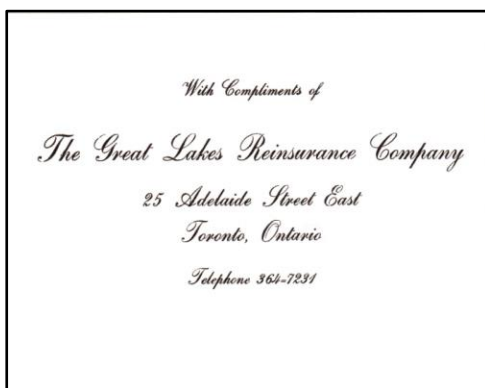 With Compliments of
The Great Lakes Reinsurance Company
25 Adelaide Street East
Toronto, Ontario
Telephone 364-7231